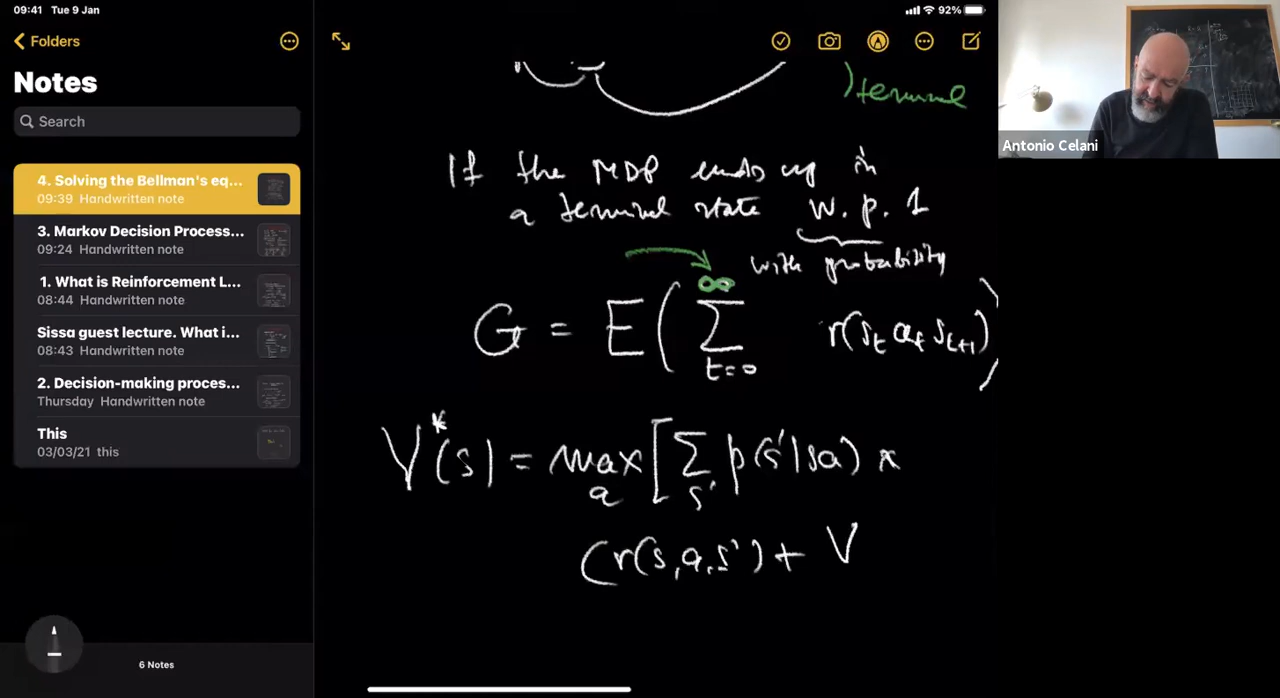 09:41 Tue 9 Jan
92%
Folders
Notes
Search
4. Solving the Bellman's eq...
09:39 Handwritten note
3. Markov Decision Process...
09:24 Handwritten note
1. What is Reinforcement L...
08:44 Handwritten note
Sissa guest lecture. What i...
08:43 Handwritten note
2. Decision-making proces...
Thursday Handwritten note
This
03/03/21 this
6 Notes
) terminal
If the MDP ends up in
a terminal state w.p. 1
with probability
G = E( ∑ r(st at st+1) )
∞
t=0
V*(s) = max [ ∑ p(s'|sa) ×
a s'
(r(s,a,s') + V
Antonio Celani